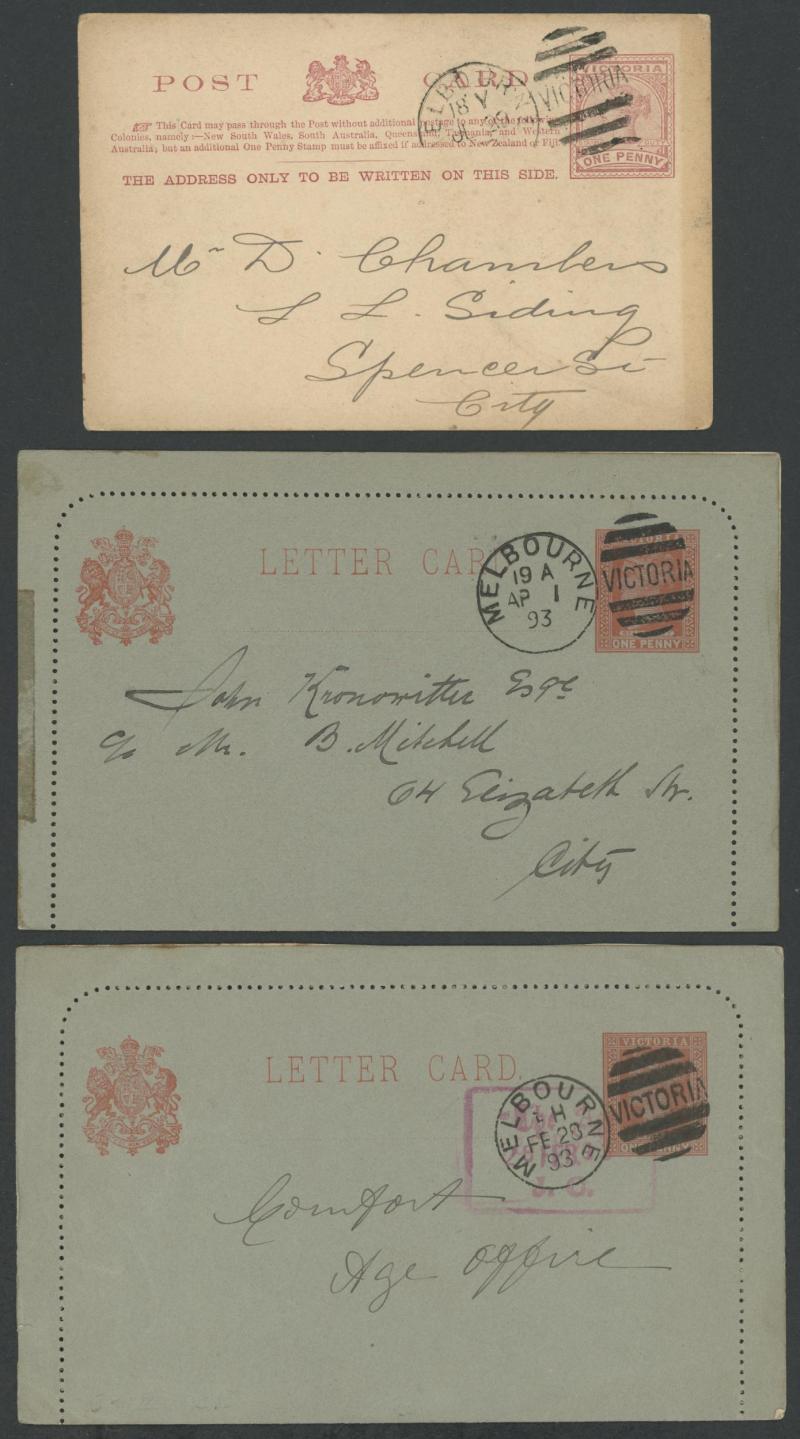 POST CARD
VICTORIA
VICTORIA
ONE PENNY
This Card may pass through the Post without additional postage to any of the following
Colonies, namely:—New South Wales, South Australia, Queensland, Tasmania, and Western
Australia; but an additional One Penny Stamp must be affixed if addressed to New Zealand or Fiji.
THE ADDRESS ONLY TO BE WRITTEN ON THIS SIDE.
Mr D. Chambers
Siding
Spencer St
City
LETTER CARD
MELBOURNE
19 A
AP 1
93
VICTORIA
VICTORIA
ONE PENNY
John Kronowitter Esqre
c/o Mr. B. Mitchell
64 Elizabeth Str.
City
LETTER CARD.
MELBOURNE
FE 28
93
VICTORIA
VICTORIA
ONE PENNY
Comfort
Age Office